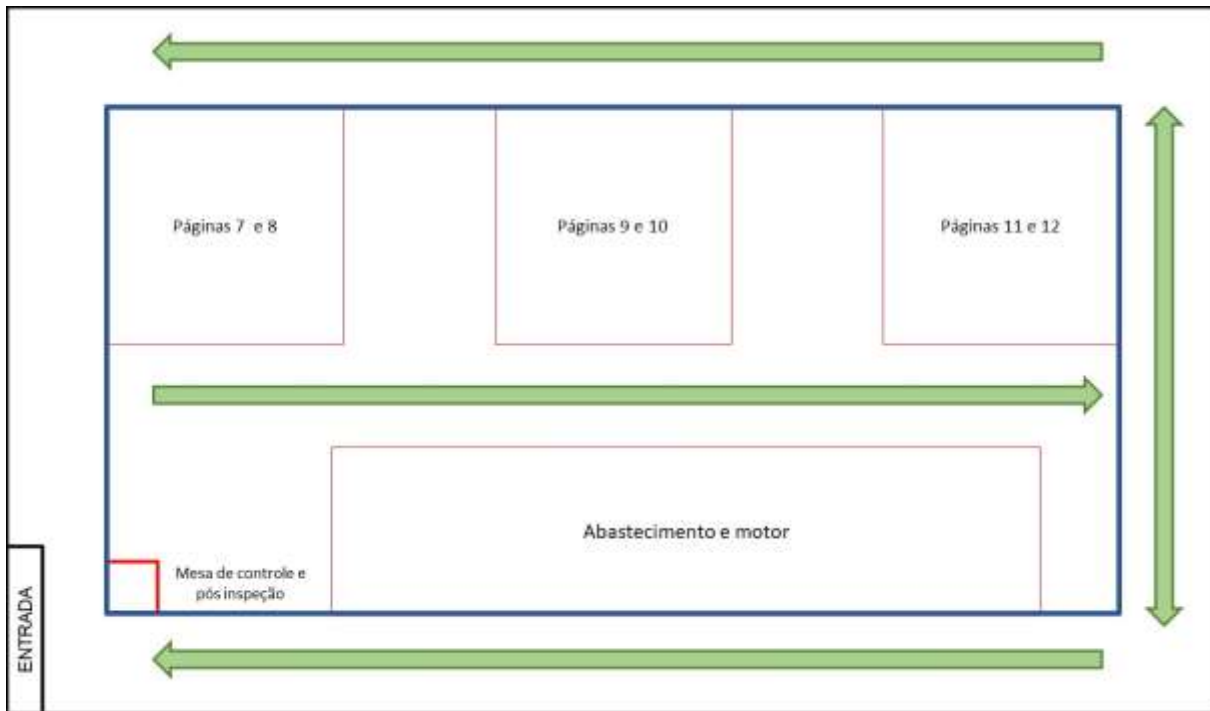 Páginas 7 e 8
Páginas 9 e 10
Páginas 11 e 12
Abastecimento e motor
Mesa de controle e
pós inspeção
ENTRADA